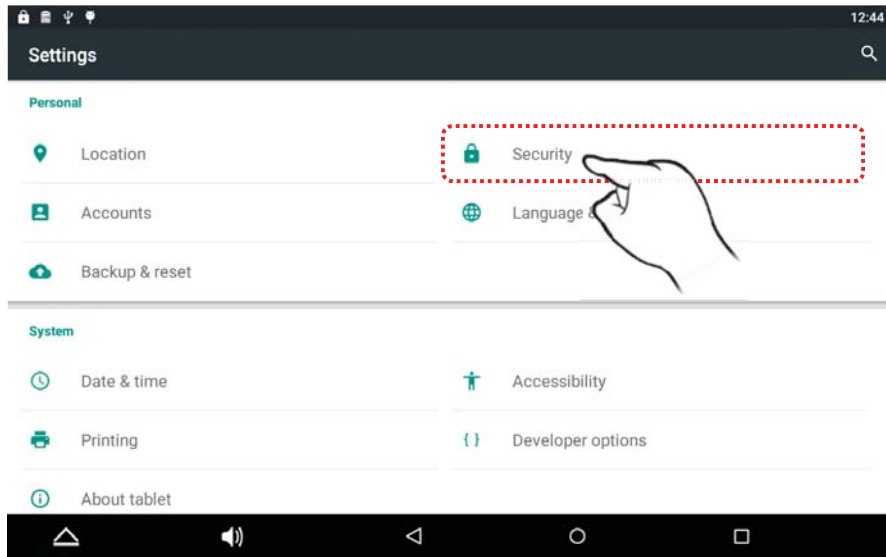 12:44
Settings
Personal
Location
Security
Accounts
Language &
Backup & reset
System
Date & time
Accessibility
Printing
{ } Developer options
About tablet